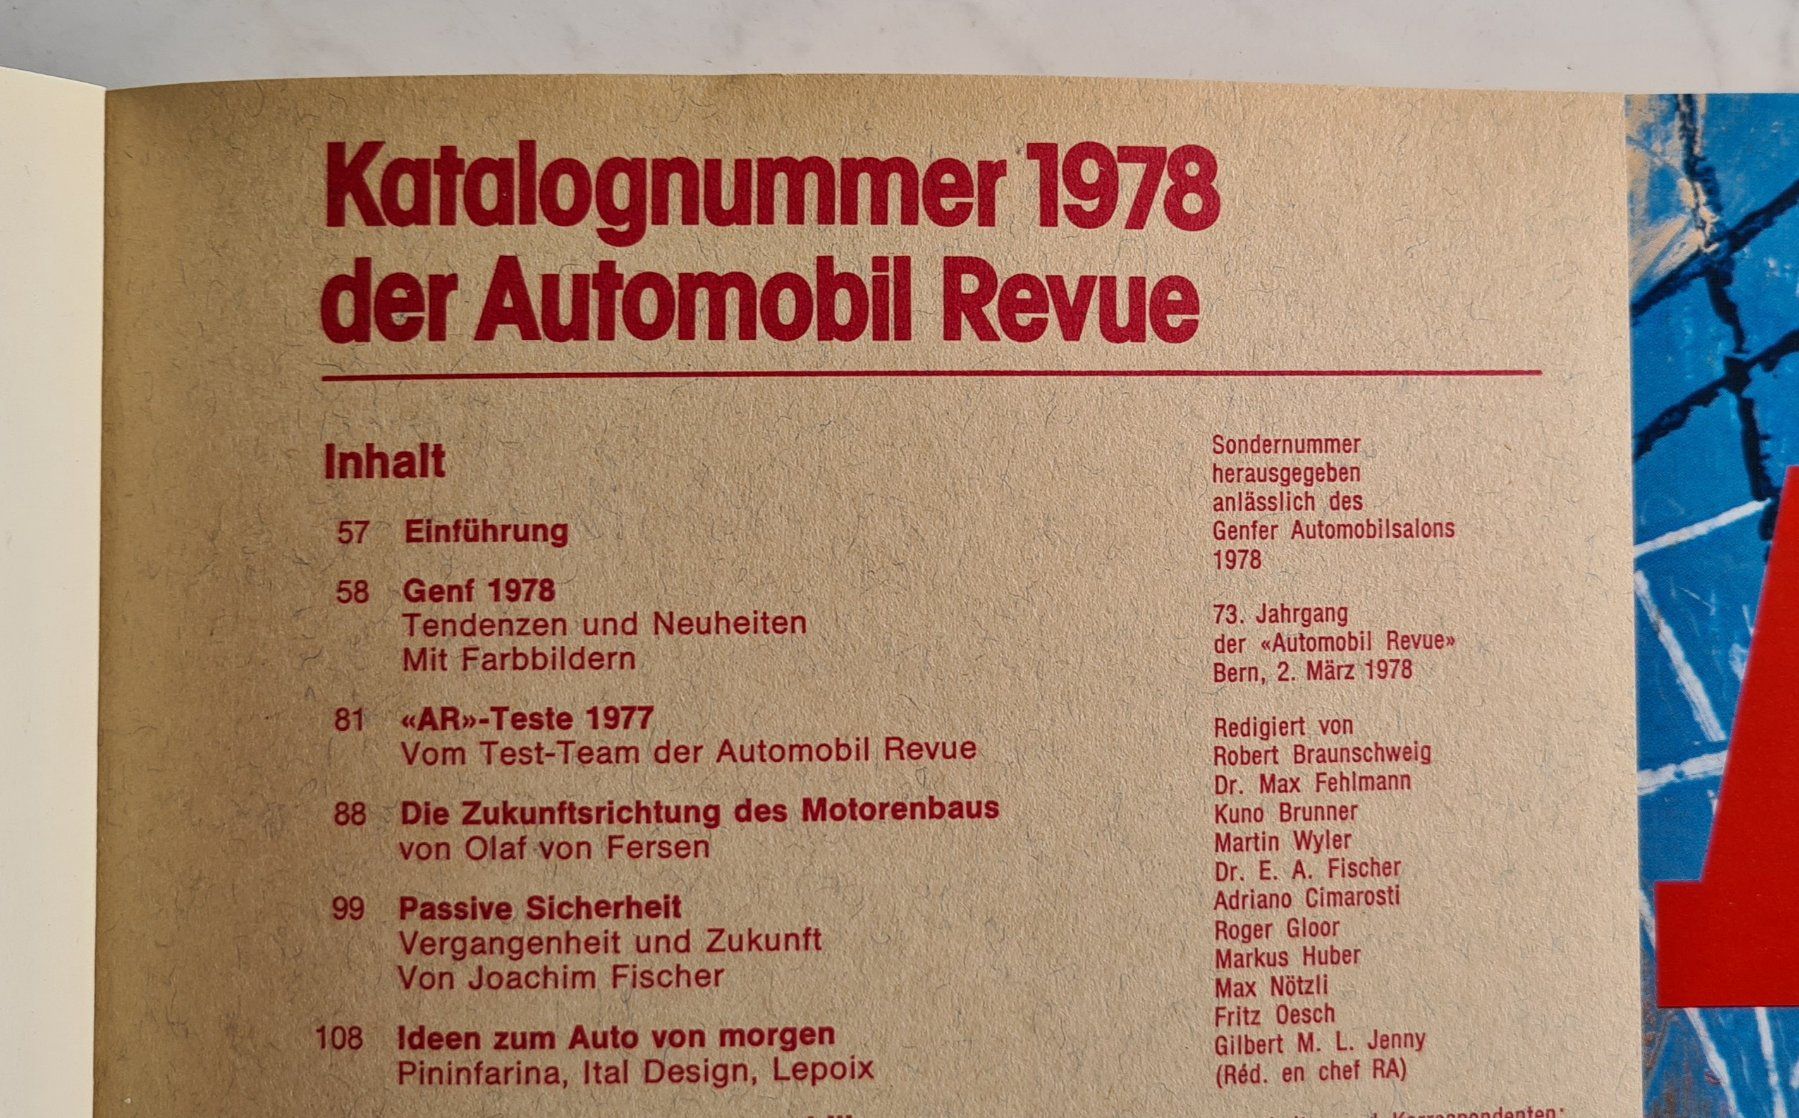 Katalognummer 1978
der Automobil Revue
Inhalt
57 Einführung
58 Genf 1978
Tendenzen und Neuheiten
Mit Farbbildern
81 «AR»-Teste 1977
Vom Test-Team der Automobil Revue
88 Die Zukunftsrichtung des Motorenbaus
von Olaf von Fersen
99 Passive Sicherheit
Vergangenheit und Zukunft
Von Joachim Fischer
108 Ideen zum Auto von morgen
Pininfarina, Ital Design, Lepoix
Sondernummer
herausgegeben
anlässlich des
Genfer Automobilsalons
1978
73. Jahrgang
der «Automobil Revue»
Bern, 2. März 1978
Redigiert von
Robert Braunschweig
Dr. Max Fehlmann
Kuno Brunner
Martin Wyler
Dr. E. A. Fischer
Adriano Cimarosti
Roger Gloor
Markus Huber
Max Nötzli
Fritz Oesch
Gilbert M. L. Jenny
(Réd. en chef RA)
Korrespondenten: